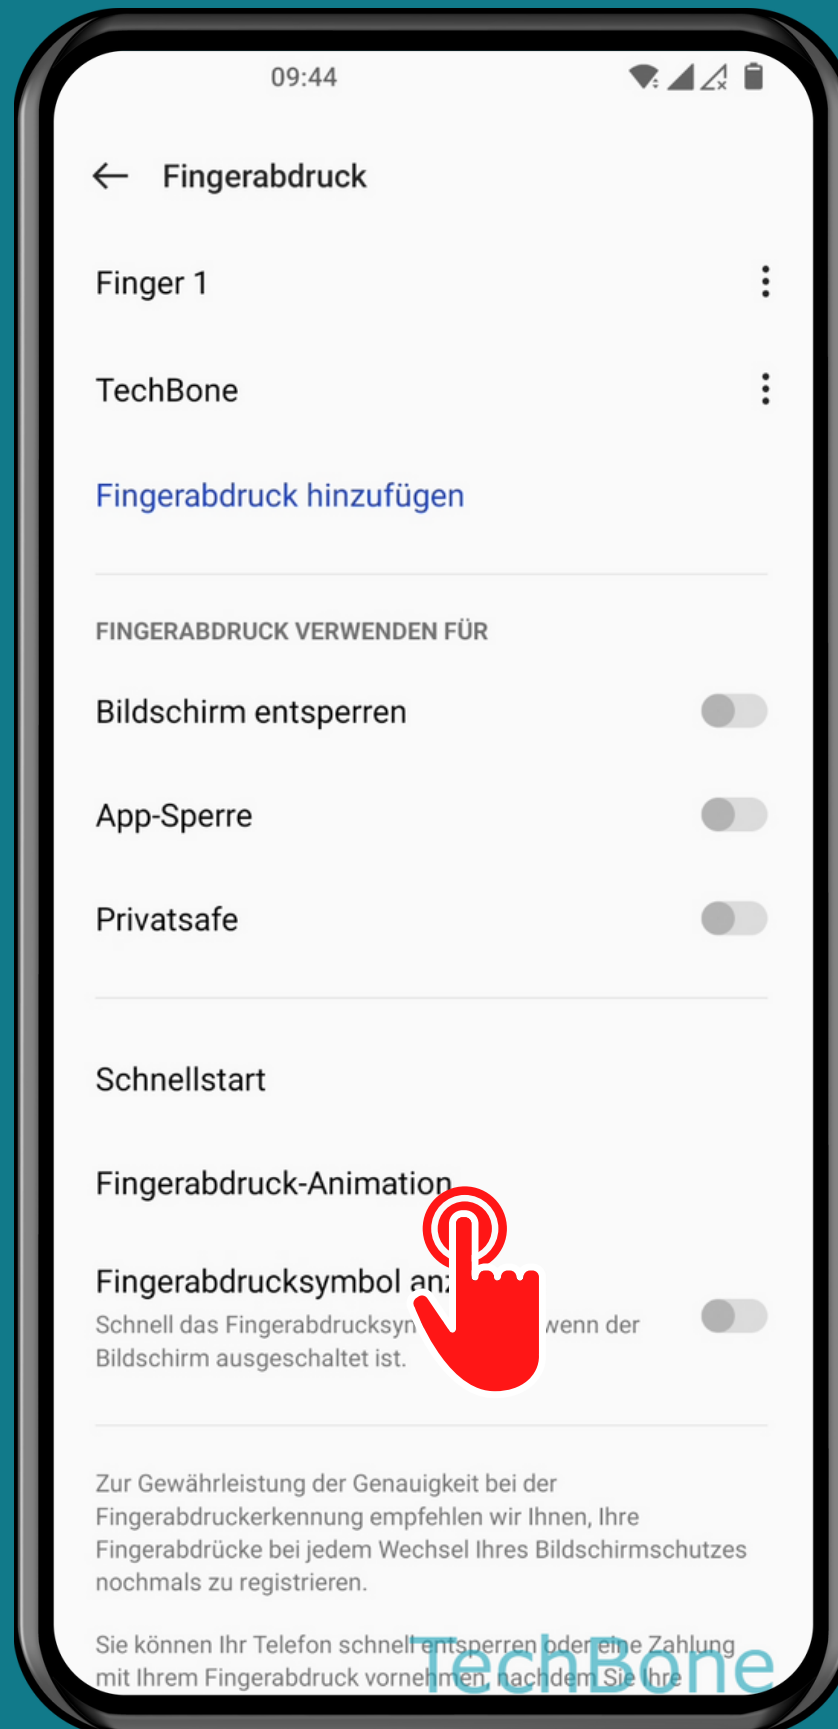 09:44
Fingerabdruck
Finger 1
TechBone
Fingerabdruck hinzufügen
FINGERABDRUCK VERWENDEN FÜR
Bildschirm entsperren
App-Sperre
Privatsafe
Schnellstart
Fingerabdruck-Animation
Fingerabdrucksymbol
Schnell das wenn der
Bildschirm ausgeschaltet ist.
Zur Gewährleistung der Genauigkeit bei der
Fingerabdruckerkennung empfehlen wir Ihnen, Ihre
Fingerabdrücke bei jedem Wechsel Ihres Bildschirmschutzes
nochmals zu registrieren.
Sie können Ihr Telefon schnell entsperren oder eine Zahlung
mit Ihrem Fingerabdruck vornehmen, nachdem Sie Ihre
TechBone